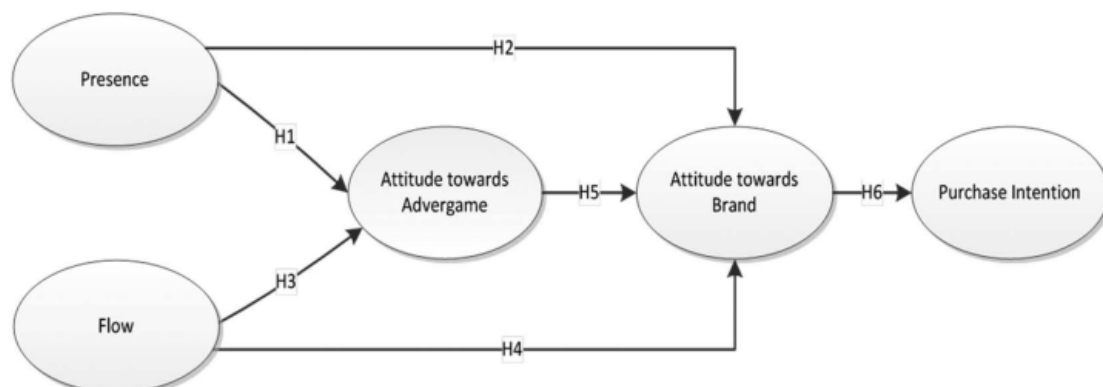 Presence
H2
H1
Attitude towards
Advergame
H5
Attitude towards
Brand
H6
Purchase Intention
H3
Flow
H4